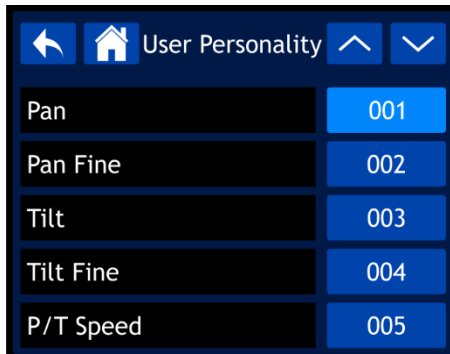 User Personality
Pan 001
Pan Fine 002
Tilt 003
Tilt Fine 004
P/T Speed 005